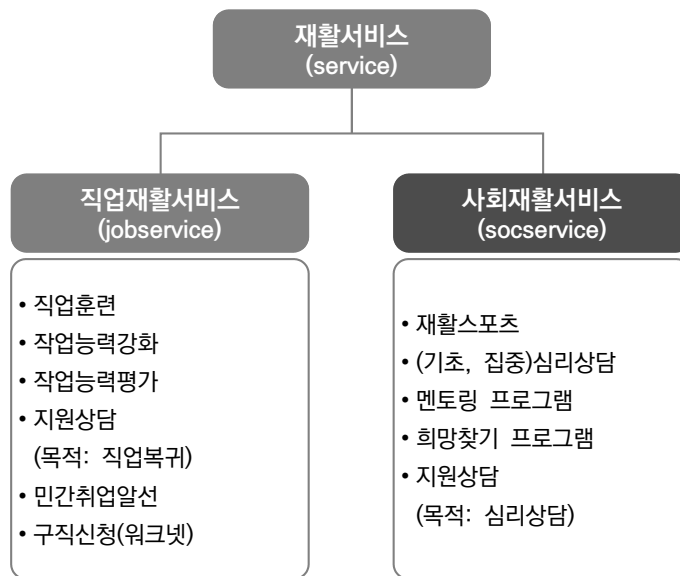 재활서비스
(service)
직업재활서비스
(jobservice)
• 직업훈련
• 작업능력강화
• 작업능력평가
• 지원상담
(목적: 직업복귀)
• 민간취업알선
• 구직신청(워크넷)
사회재활서비스
(socservice)
• 재활스포츠
• (기초, 집중)심리상담
• 멘토링 프로그램
• 희망찾기 프로그램
• 지원상담
(목적: 심리상담)